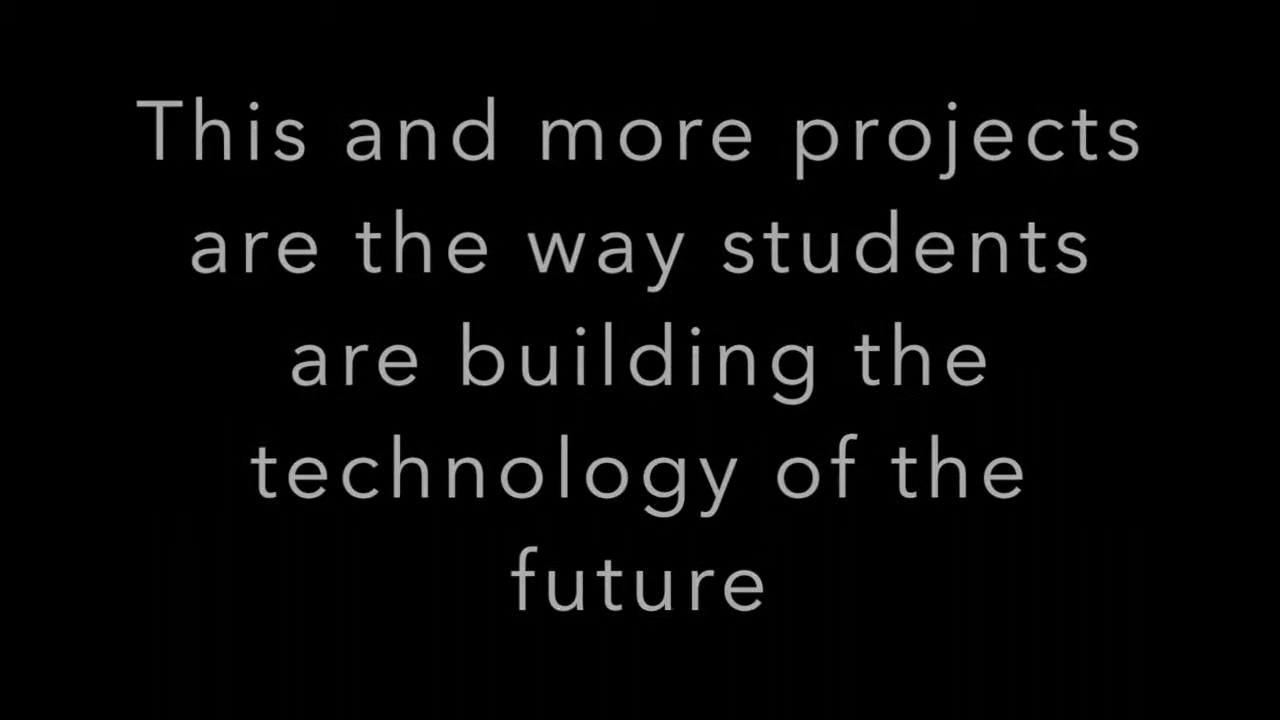 This and more projects
are the way students
are building the
technology of the
future